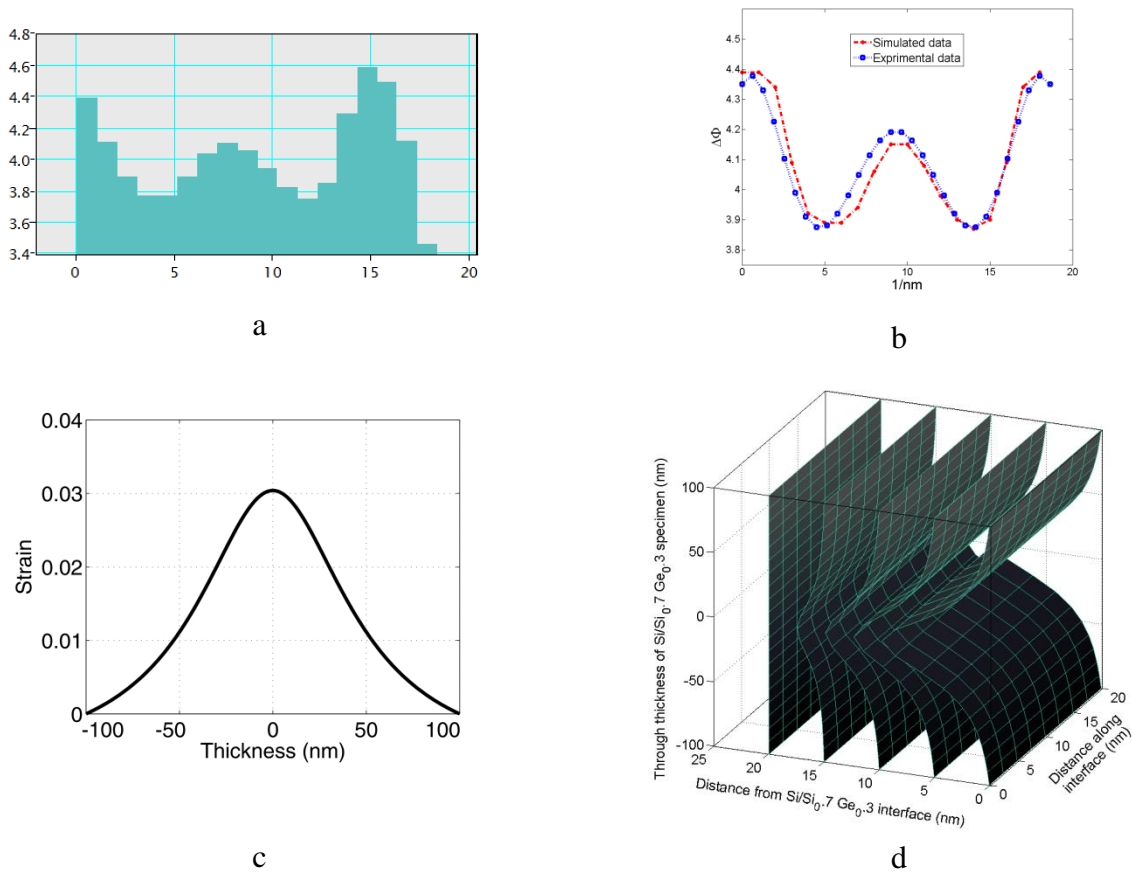 4.8
4.6
4.4
4.2
4.0
3.8
3.6
3.4
0 5 10 15 20
a
4.5
4.4
4.3
4.2
4.1
4
3.9
3.8
ΔΦ
Simulated data
Exprimental data
0 5 10 15 20
1/nm
b
0.04
0.03
0.02
0.01
0
Strain
-100 -50 0 50 100
Thickness (nm)
c
Through thickness of Si/Si0.7 Ge0.3 specimen (nm)
100
50
0
-50
-100
25 20 15 10 5 0
Distance from Si/Si0.7 Ge0.3 interface (nm)
0 5 10 15 20
Distance along
interface (nm)
d